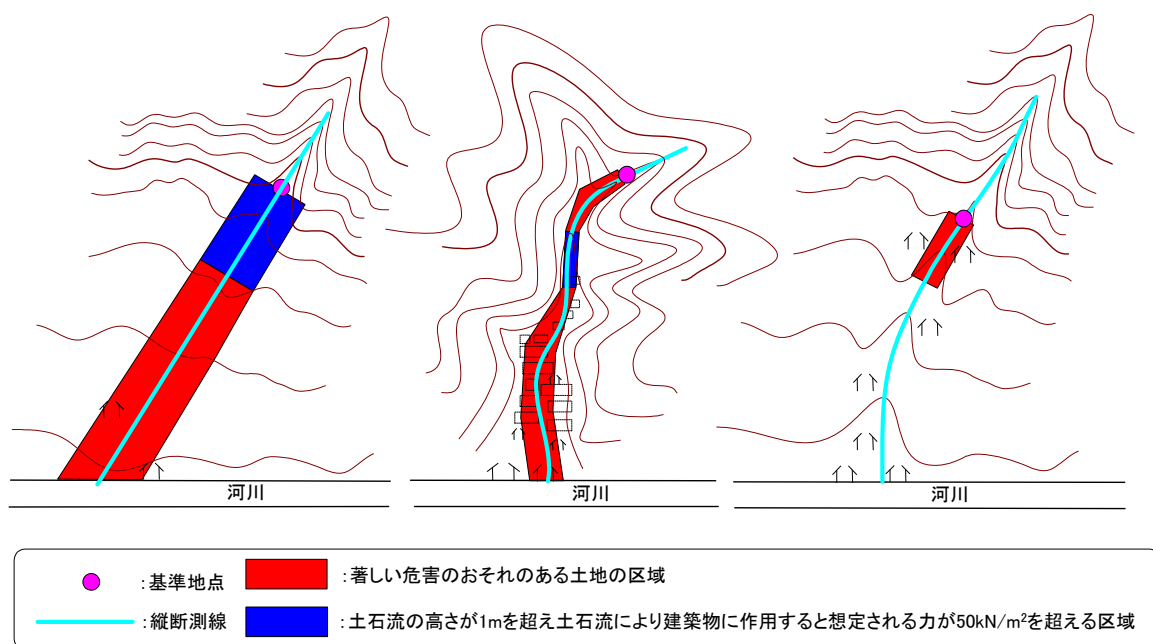 河川
河川
河川
:基準地点
:著しい危害のおそれのある土地の区域
:縦断測線
:土石流の高さが1mを超え土石流により建築物に作用すると想定される力が50kN/m²を超える区域